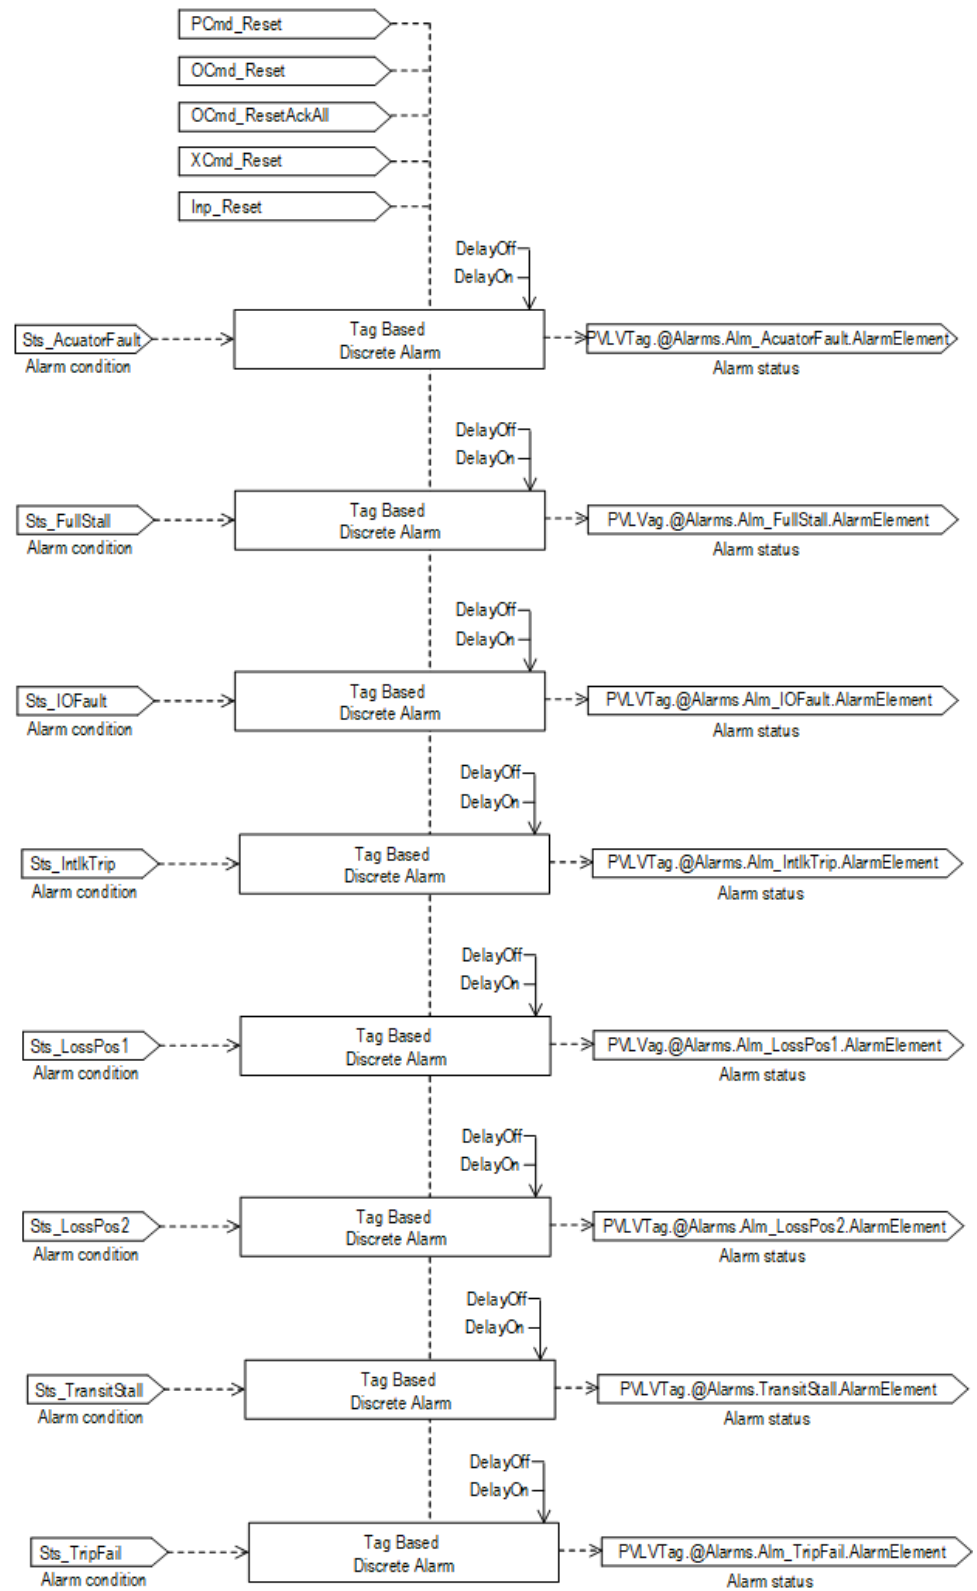 PCmd_Reset
OCmd_Reset
OCmd_ResetAckAll
XCmd_Reset
Inp_Reset
DelayOff
DelayOn
Sts_AcuatorFault
Alarm condition
Tag Based
Discrete Alarm
PVLVTag.@Alarms.Alm_AcuatorFault.AlarmElement
Alarm status
DelayOff
DelayOn
Sts_FullStall
Alarm condition
Tag Based
Discrete Alarm
PVLVag.@Alarms.Alm_FullStall.AlarmElement
Alarm status
DelayOff
DelayOn
Sts_IOFault
Alarm condition
Tag Based
Discrete Alarm
PVLVTag.@Alarms.Alm_IOFault.AlarmElement
Alarm status
DelayOff
DelayOn
Sts_IntlkTrip
Alarm condition
Tag Based
Discrete Alarm
PVLVTag.@Alarms.Alm_IntlkTrip.AlarmElement
Alarm status
DelayOff
DelayOn
Sts_LossPos1
Alarm condition
Tag Based
Discrete Alarm
PVLVag.@Alarms.Alm_LossPos1.AlarmElement
Alarm status
DelayOff
DelayOn
Sts_LossPos2
Alarm condition
Tag Based
Discrete Alarm
PVLVTag.@Alarms.Alm_LossPos2.AlarmElement
Alarm status
DelayOff
DelayOn
Sts_TransitStall
Alarm condition
Tag Based
Discrete Alarm
PVLVTag.@Alarms.TransitStall.AlarmElement
Alarm status
DelayOff
DelayOn
Sts_TripFail
Alarm condition
Tag Based
Discrete Alarm
PVLVTag.@Alarms.Alm_TripFail.AlarmElement
Alarm status